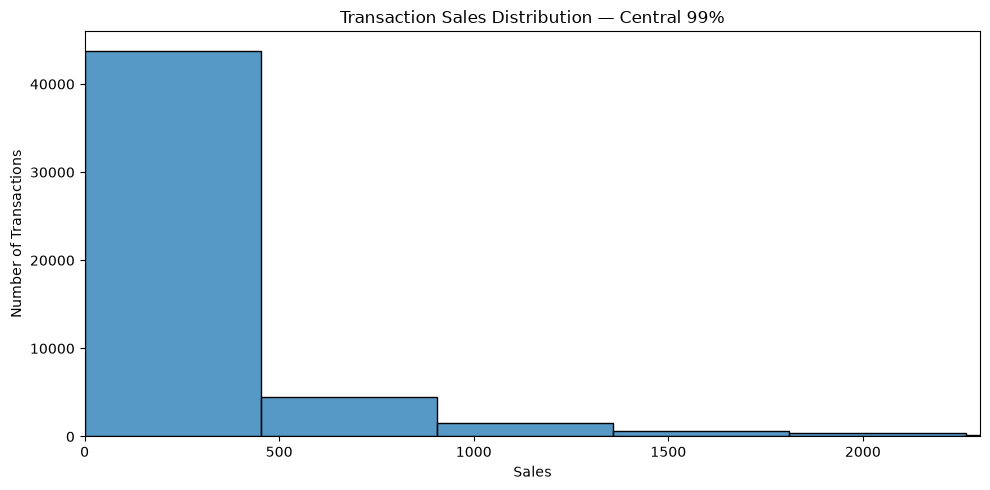 Transaction Sales Distribution — Central 99%
Number of Transactions
40000
30000
20000
10000
0
0 500 1000 1500 2000
Sales